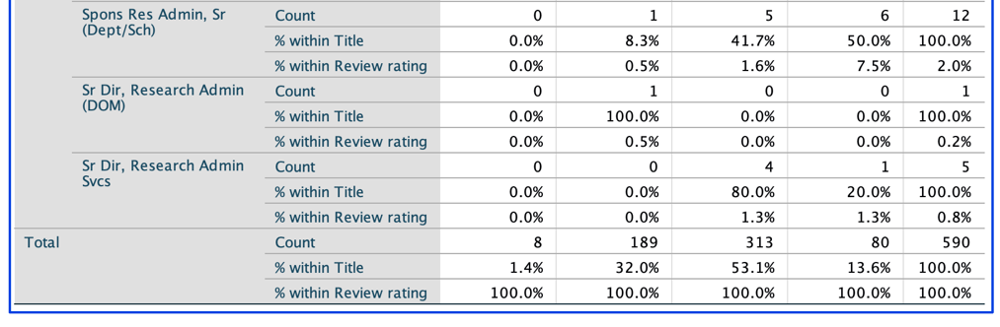 Spons Res Admin, Sr (Dept/Sch) Count 0 1 5 6 12
% within Title 0.0% 8.3% 41.7% 50.0% 100.0%
% within Review rating 0.0% 0.5% 1.6% 7.5% 2.0%
Sr Dir, Research Admin (DOM) Count 0 1 0 0 1
% within Title 0.0% 100.0% 0.0% 0.0% 100.0%
% within Review rating 0.0% 0.5% 0.0% 0.0% 0.2%
Sr Dir, Research Admin Svcs Count 0 0 4 1 5
% within Title 0.0% 0.0% 80.0% 20.0% 100.0%
% within Review rating 0.0% 0.0% 1.3% 1.3% 0.8%
Total Count 8 189 313 80 590
% within Title 1.4% 32.0% 53.1% 13.6% 100.0%
% within Review rating 100.0% 100.0% 100.0% 100.0% 100.0%